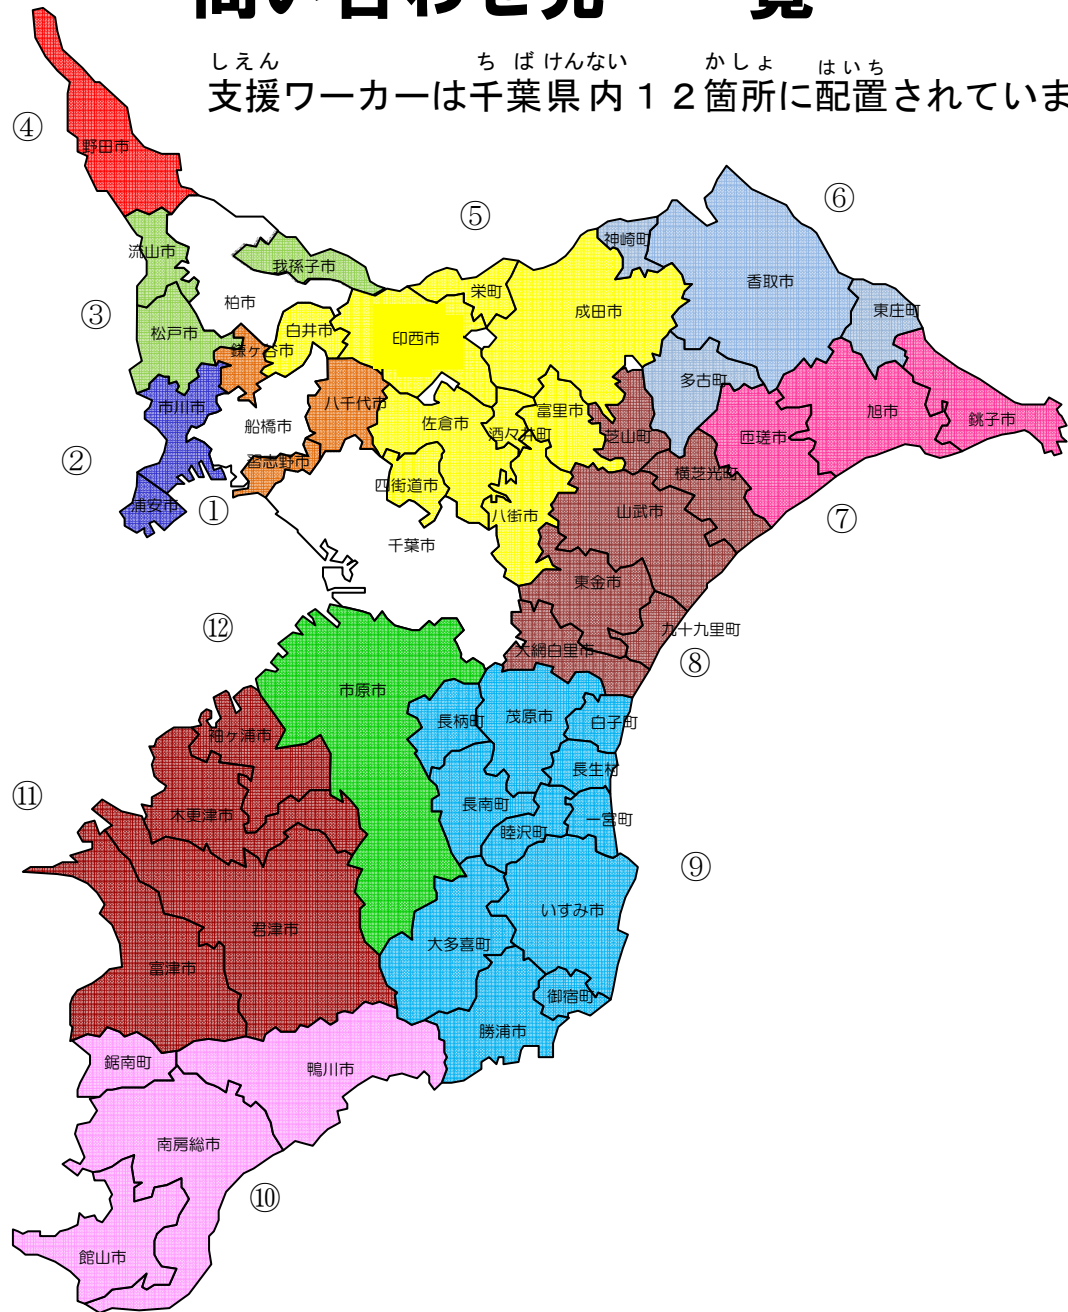 問い合わせ先 一覧
しえん ちばけんない かしょ はいち
支援ワーカーは千葉県内１２箇所に配置されていま
④
野田市
⑤
⑥
流山市
我孫子市
神崎町
香取市
東庄町
柏市
栄町
成田市
③
松戸市
白井市
印西市
鎌ヶ谷市
多古町
市川市
船橋市
八千代市
佐倉市
酒々井町
富里市
芝山町
匝瑳市
旭市
銚子市
②
習志野市
四街道市
横芝光町
浦安市
①
八街市
山武市
⑦
千葉市
東金市
⑫
九十九里町
大網白里市
⑧
市原市
長柄町
茂原市
白子町
袖ヶ浦市
長生村
⑪
木更津市
長南町
睦沢町
一宮町
⑨
君津市
いすみ市
大多喜町
富津市
御宿町
勝浦市
鋸南町
鴨川市
南房総市
⑩
館山市